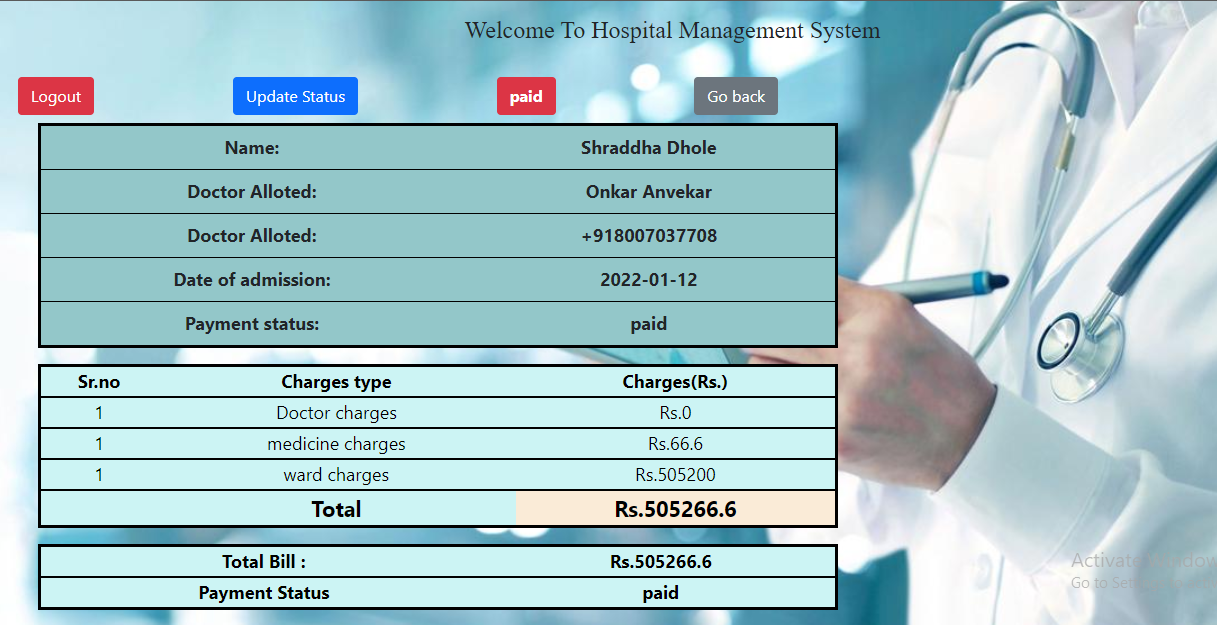 Welcome To Hospital Management System
Logout Update Status paid Go back
Name: Shraddha Dhole
Doctor Alloted: Onkar Anvekar
Doctor Alloted: +918007037708
Date of admission: 2022-01-12
Payment status: paid
Sr.no Charges type Charges(Rs.)
1 Doctor charges Rs.0
1 medicine charges Rs.66.6
1 ward charges Rs.505200
Total Rs.505266.6
Total Bill : Rs.505266.6
Payment Status paid
Activate
Go to